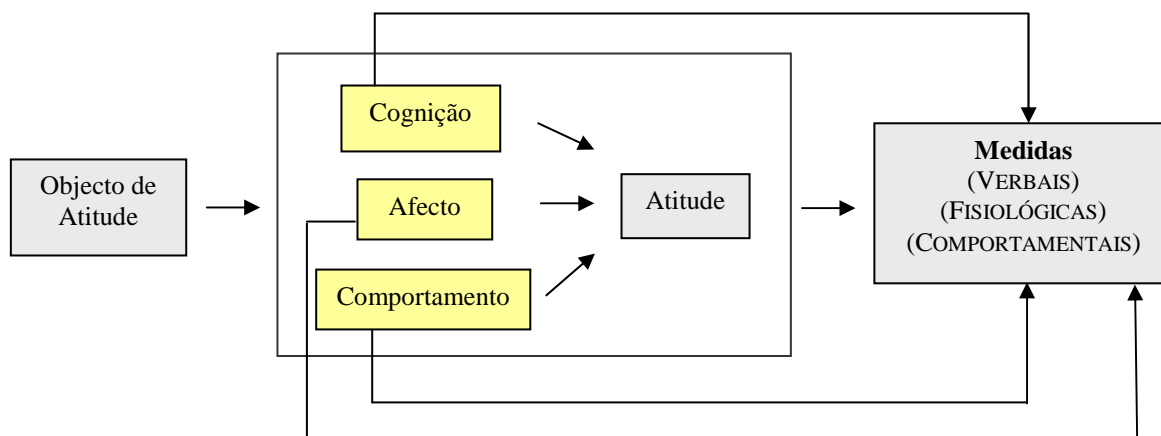 Objecto de
Atitude
Cognição
Afecto
Comportamento
Atitude
Medidas
(VERBAIS)
(FISIOLÓGICAS)
(COMPORTAMENTAIS)